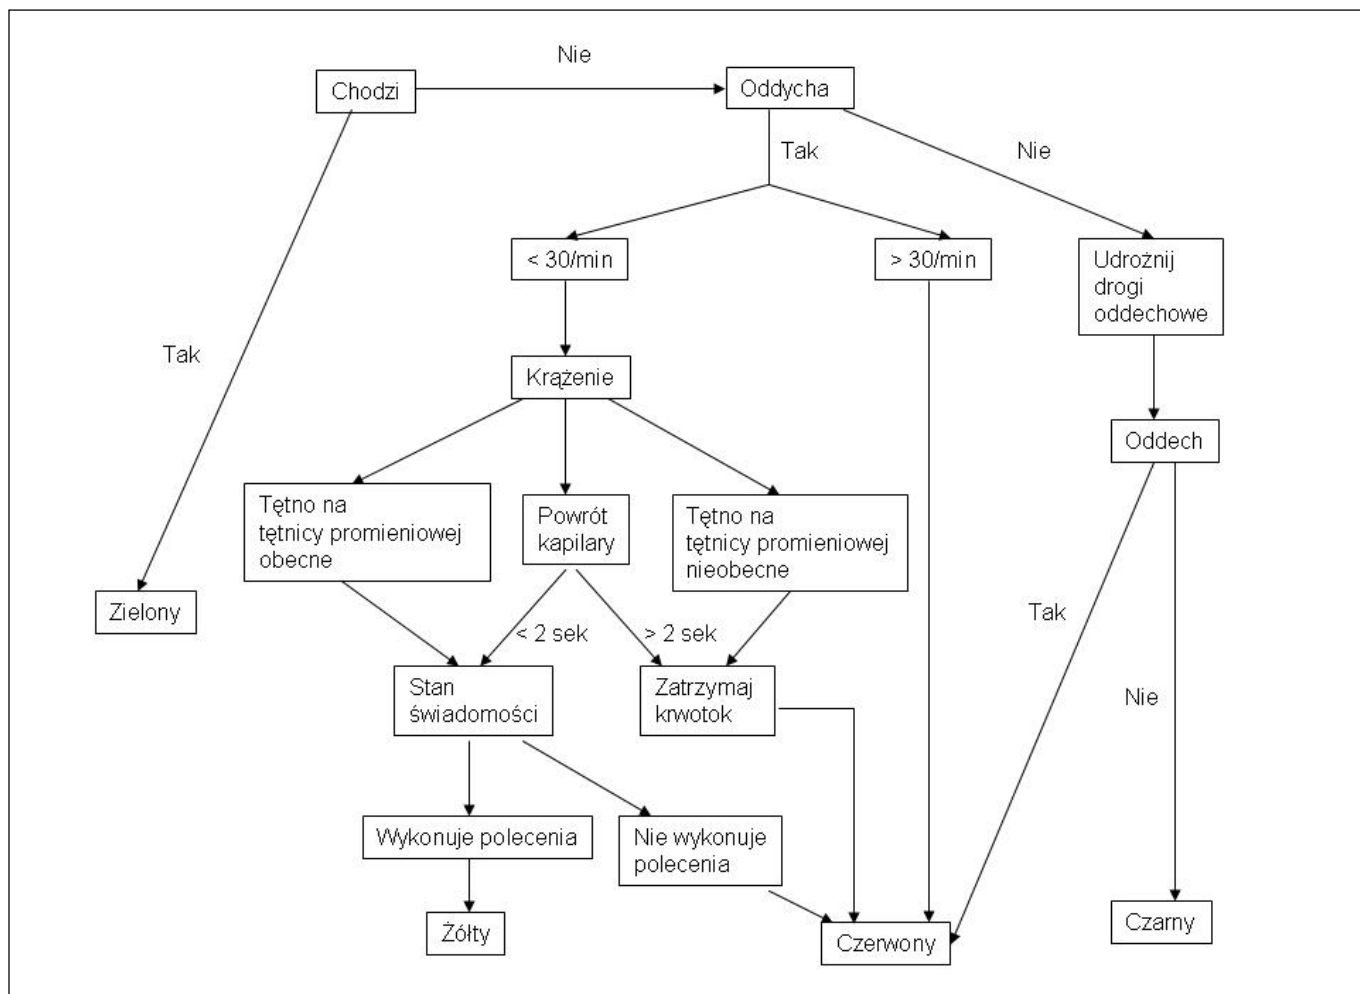 Nie
Chodzi
Oddycha
Tak
Nie
< 30/min
> 30/min
Udrożnij
drogi
oddechowe
Tak
Krążenie
Oddech
Tętno na
tętnicy promieniowej
obecne
Powrót
kapilary
Tętno na
tętnicy promieniowej
nieobecne
Zielony
< 2 sek
> 2 sek
Tak
Stan
świadomości
Zatrzymaj
krwotok
Nie
Wykonuje polecenia
Nie wykonuje
polecenia
Żółty
Czerwony
Czarny